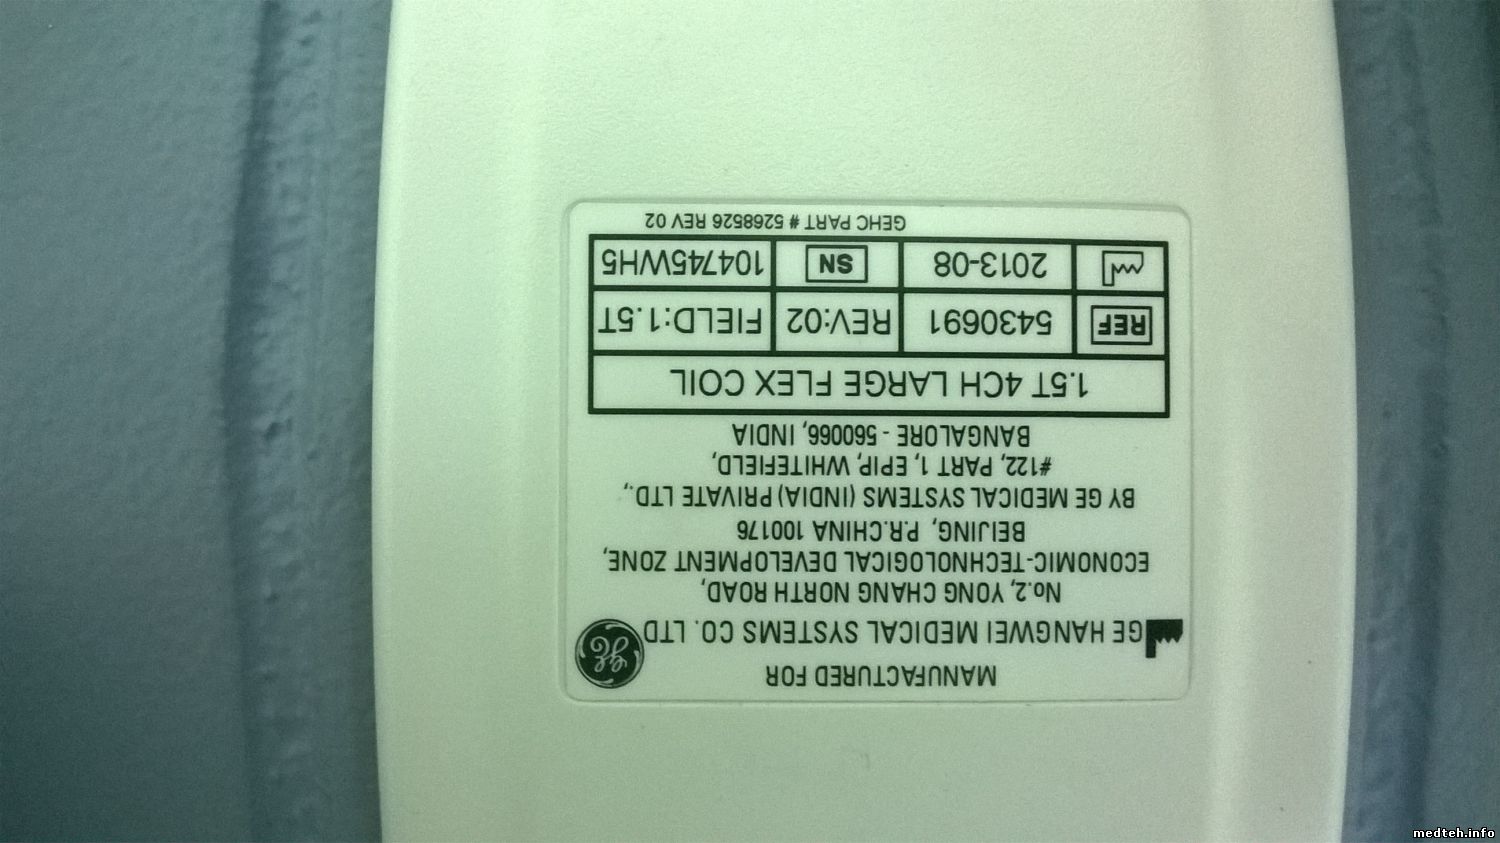 MANUFACTURED FOR
GE HANGWEI MEDICAL SYSTEMS CO. LTD
No.2, YONG CHANG NORTH ROAD,
ECONOMIC-TECHNOLOGICAL DEVELOPMENT ZONE,
BEIJING, P.R.CHINA 100176
BY GE MEDICAL SYSTEMS (INDIA) PRIVATE LTD.,
#122, PART 1, EPIP, WHITEFIELD,
BANGALORE - 560066, INDIA
1.5T 4CH LARGE FLEX COIL
REF 5430691 REV:02 FIELD:1.5T
2013-08 SN 104745WH5
GEHC PART # 5268526 REV 02
medteh.info